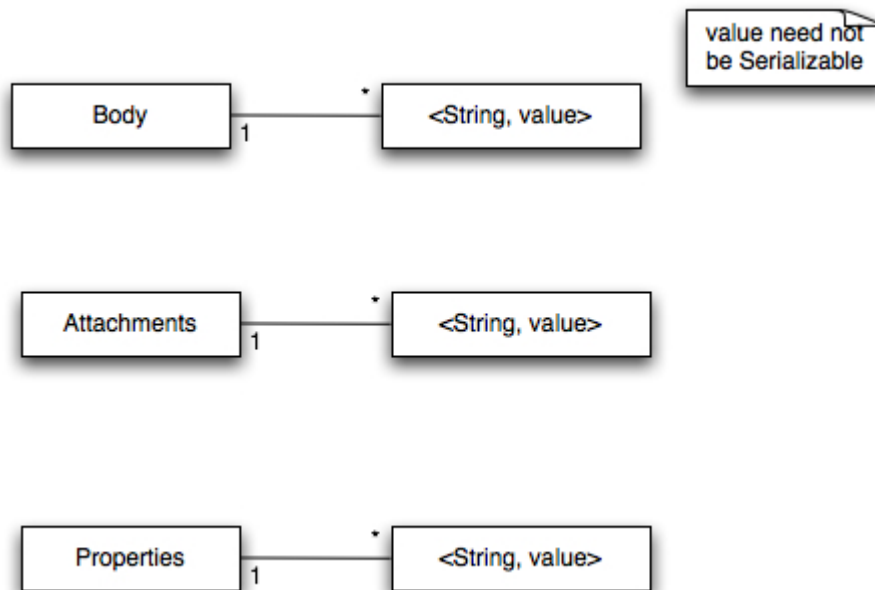 value need not
be Serializable
*
Body
<String, value>
1
*
Attachments
<String, value>
1
*
Properties
<String, value>
1